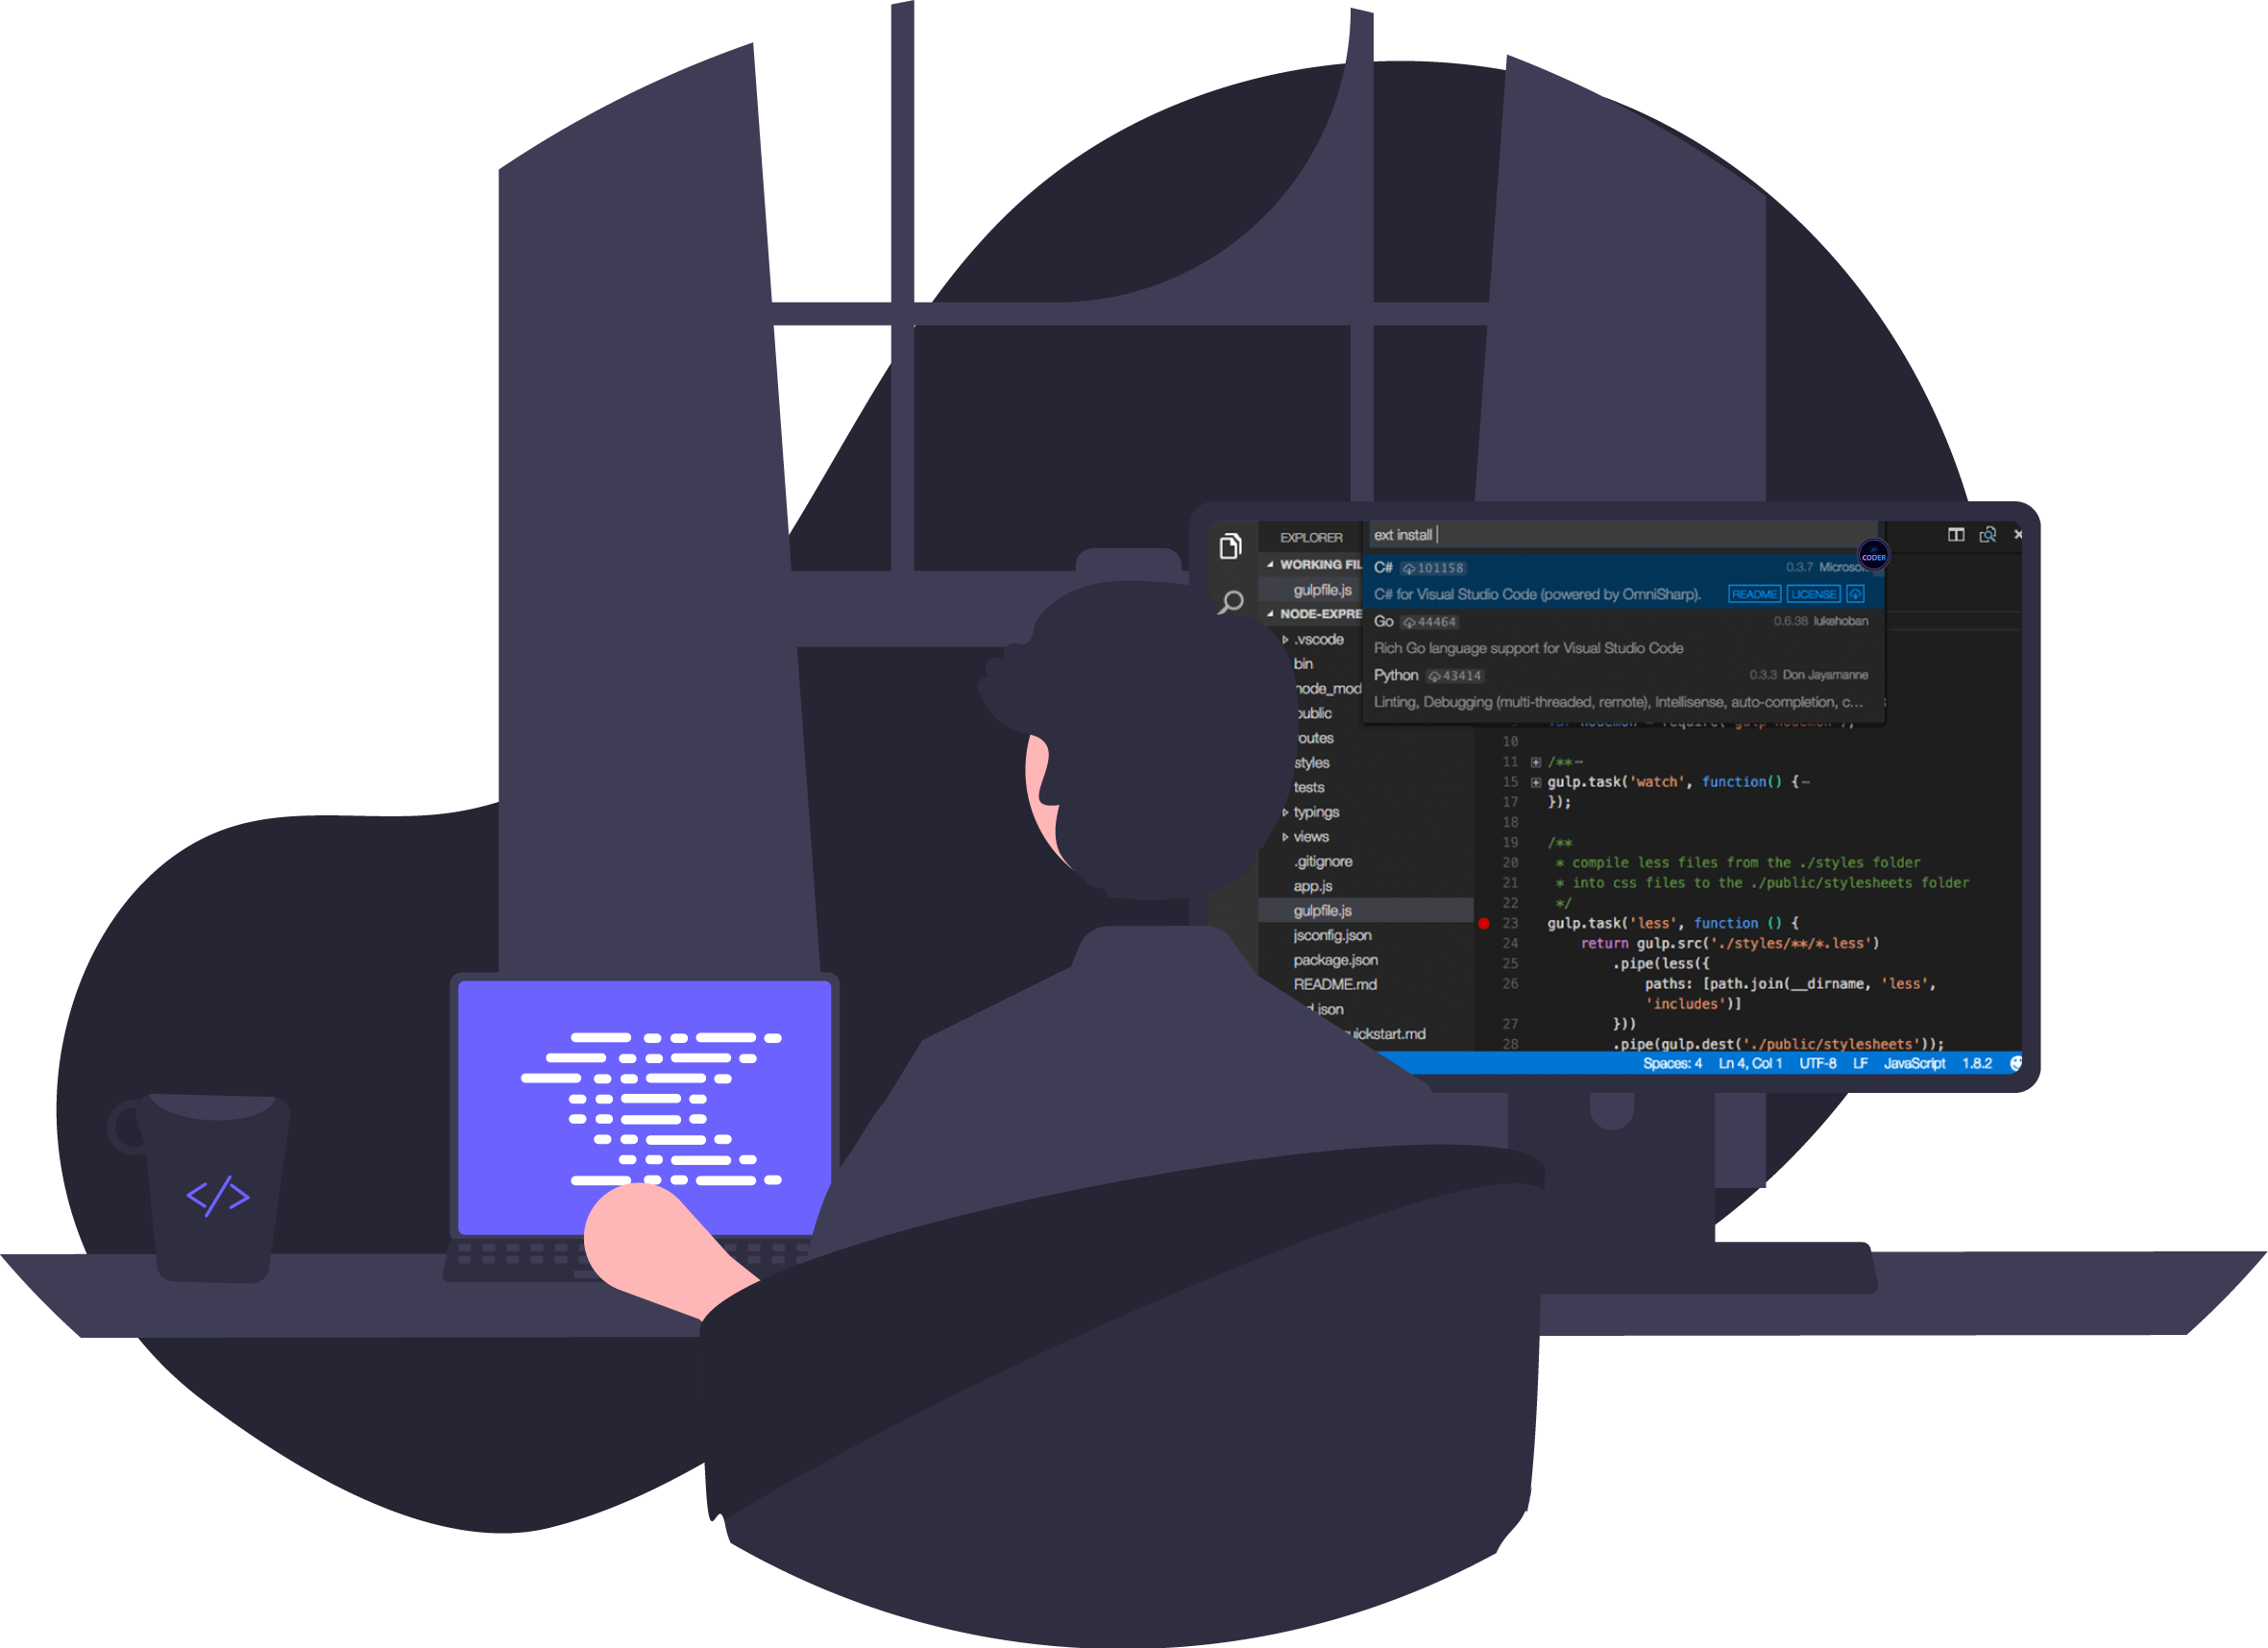 EXPLORER
WORKING FIL
gulpfile.js
NODE-EXPRE
.vscode
bin
node_mod
public
routes
styles
tests
typings
views
.gitignore
app.js
gulpfile.js
jsconfig.json
package.json
README.md
d.json
uickstart.md
ext install
C# 101158 0.3.7 Microsoft
C# for Visual Studio Code (powered by OmniSharp). README LICENSE
Go 44464 0.6.38 lukehoban
Rich Go language support for Visual Studio Code
Python 43414 0.3.3 Don Jayamanne
Linting, Debugging (multi-threaded, remote), Intellisense, auto-completion, c...
CODER
10
11 /**
15 gulp.task('watch', function() {
17 });
18
19 /**
20 * compile less files from the ./styles folder
21 * into css files to the ./public/stylesheets folder
22 */
23 gulp.task('less', function () {
24 return gulp.src('./styles/**/*.less')
25 .pipe(less({
26 paths: [path.join(__dirname, 'less',
'includes')]
27 }))
28 .pipe(gulp.dest('./public/stylesheets'));
Spaces: 4 Ln 4, Col 1 UTF-8 LF JavaScript 1.8.2
</>